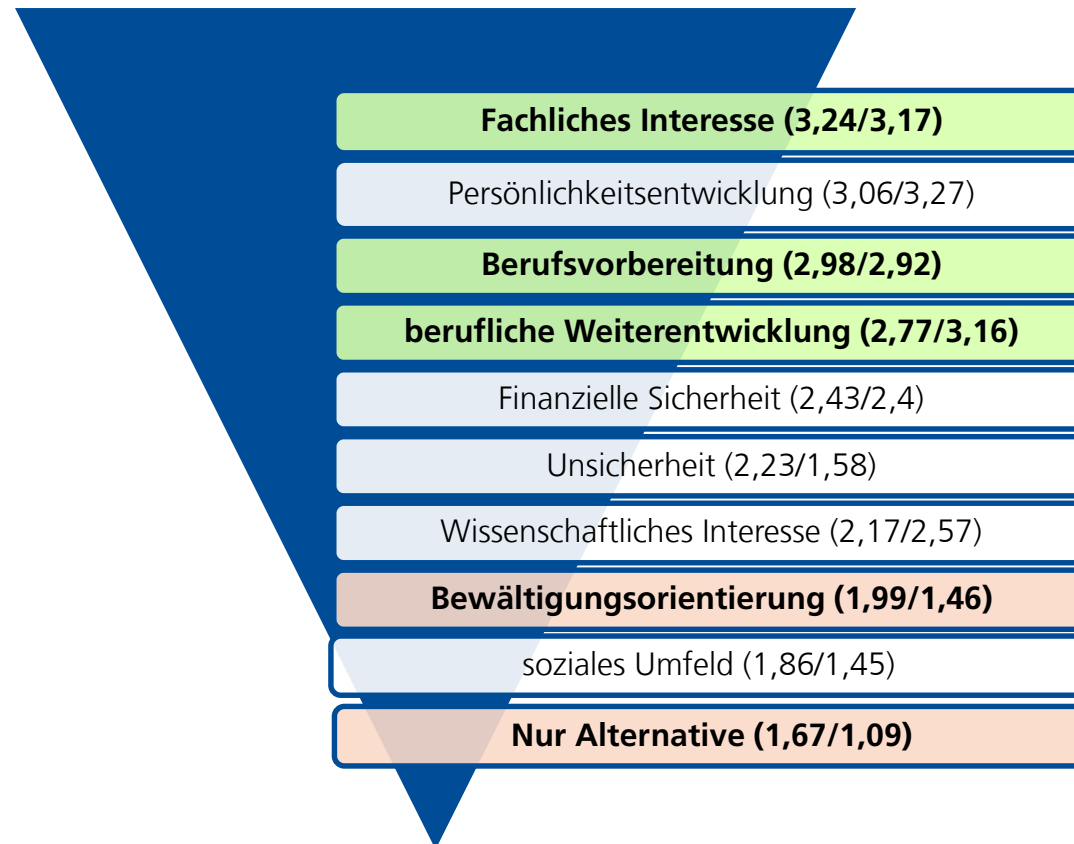 Fachliches Interesse (3,24/3,17)
Persönlichkeitsentwicklung (3,06/3,27)
Berufsvorbereitung (2,98/2,92)
berufliche Weiterentwicklung (2,77/3,16)
Finanzielle Sicherheit (2,43/2,4)
Unsicherheit (2,23/1,58)
Wissenschaftliches Interesse (2,17/2,57)
Bewältigungsorientierung (1,99/1,46)
soziales Umfeld (1,86/1,45)
Nur Alternative (1,67/1,09)